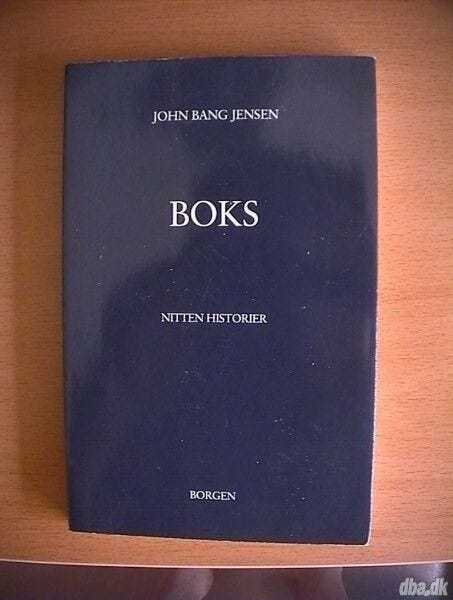 JOHN BANG JENSEN
BOKS
NITTEN HISTORIER
BORGEN
dba.dk